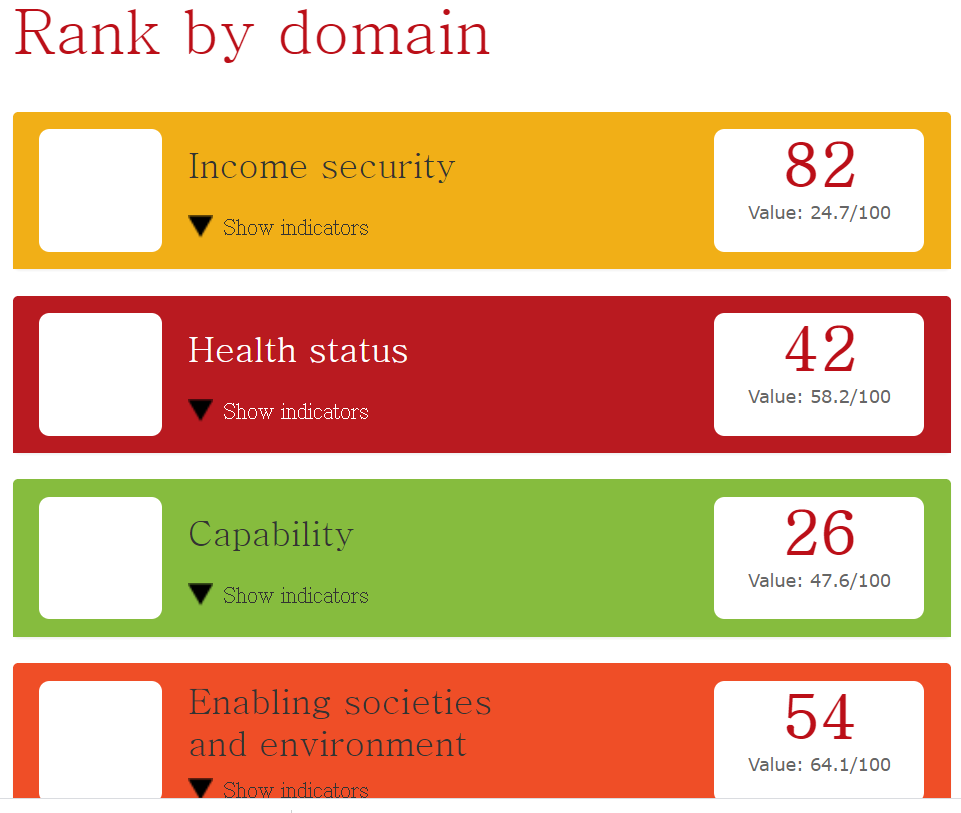 Rank by domain
Income security
Show indicators
82
Value: 24.7/100
Health status
Show indicators
42
Value: 58.2/100
Capability
Show indicators
26
Value: 47.6/100
Enabling societies
and environment
Show indicators
54
Value: 64.1/100